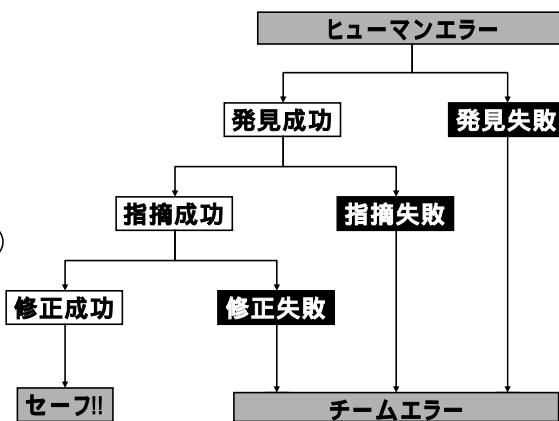 ヒューマンエラー
発見成功
発見失敗
指摘成功
指摘失敗
修正成功
修正失敗
セーフ!!
チームエラー